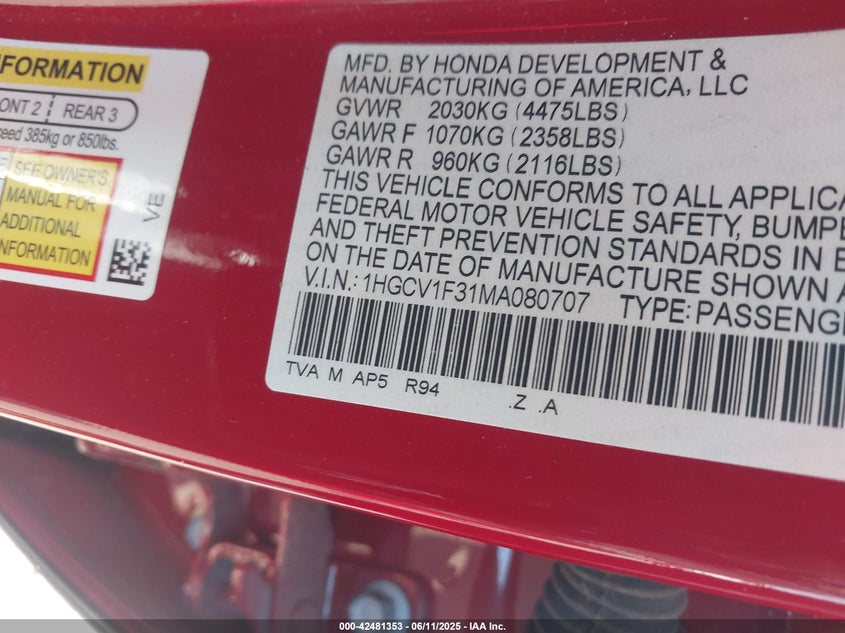 FORMATION
ONT 2 | REAR 3
ceed 385kg or 850lbs.
SEE OWNER'S
MANUAL FOR
ADDITIONAL
INFORMATION
VE
MFD. BY HONDA DEVELOPMENT &
MANUFACTURING OF AMERICA, LLC
GVWR 2030KG (4475LBS)
GAWR F 1070KG (2358LBS)
GAWR R 960KG (2116LBS)
THIS VEHICLE CONFORMS TO ALL APPLICA
FEDERAL MOTOR VEHICLE SAFETY, BUMPE
AND THEFT PREVENTION STANDARDS IN E
ON THE DATE OF MANUFACTURE SHOWN A
V.I.N.: 1HGCV1F31MA080707 TYPE: PASSENGE
TVA M AP5 R94 .Z .A
000-42481353 - 06/11/2025 - IAA Inc.